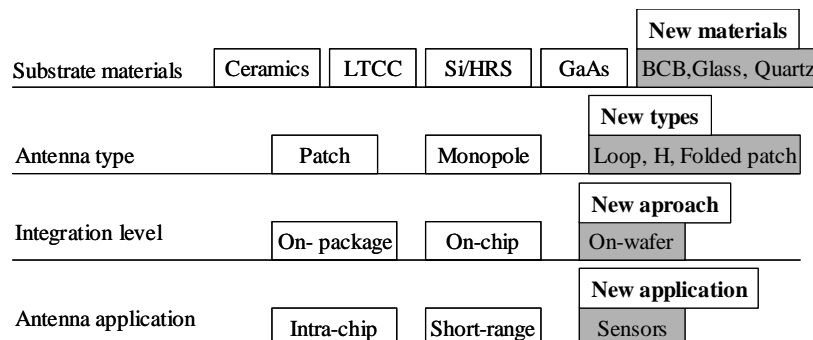 New materials
Substrate materials Ceramics LTCC Si/HRS GaAs BCB,Glass, Quartz
New types
Antenna type Patch Monopole Loop, H, Folded patch
New aproach
Integration level On- package On-chip On-wafer
New application
Antenna application Intra-chip Short-range Sensors